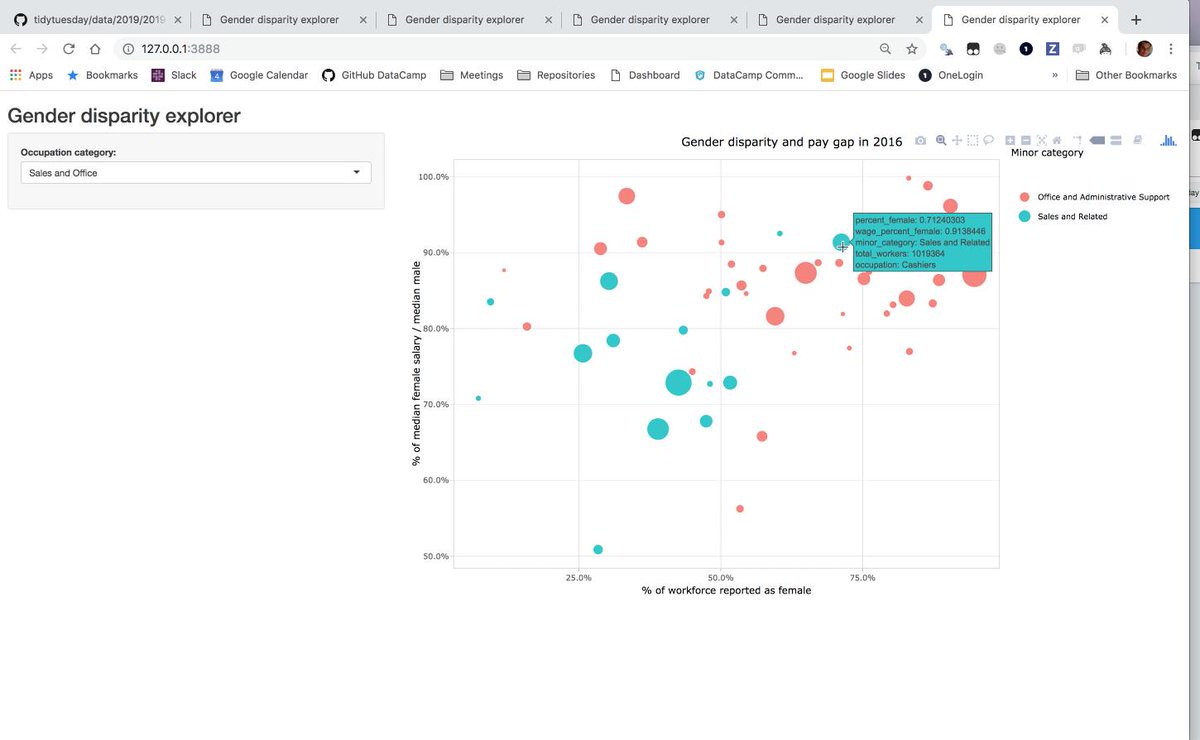 tidytuesday/data/2019/2019
Gender disparity explorer
Gender disparity explorer
Gender disparity explorer
Gender disparity explorer
Gender disparity explorer
127.0.0.1:3888
Apps
Bookmarks
Slack
Google Calendar
GitHub DataCamp
Meetings
Repositories
Dashboard
DataCamp Comm...
Google Slides
OneLogin
»
Other Bookmarks
Gender disparity explorer
Occupation category:
Sales and Office
Gender disparity and pay gap in 2016
Minor category
Office and Administrative Support
Sales and Related
percent_female: 0.71240303
wage_percent_female: 0.9138446
minor_category: Sales and Related
total_workers: 1019384
occupation: Cashiers
% of median female salary / median male
100.0%
90.0%
80.0%
70.0%
60.0%
50.0%
25.0%
50.0%
75.0%
% of workforce reported as female